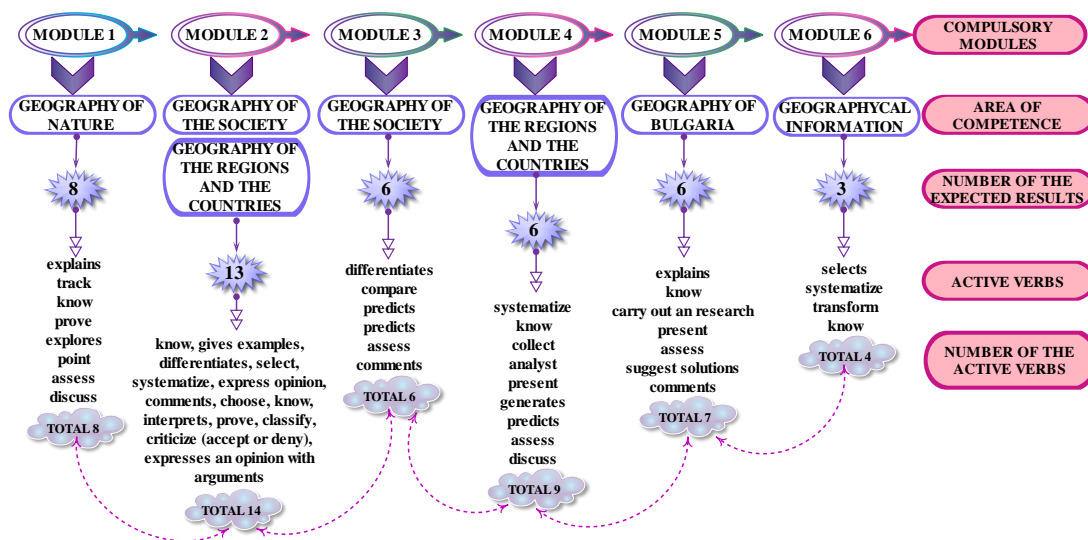 MODULE 1
MODULE 2
MODULE 3
MODULE 4
MODULE 5
MODULE 6
COMPULSORY
MODULES
GEOGRAPHY OF
NATURE
GEOGRAPHY OF
THE SOCIETY
GEOGRAPHY OF
THE REGIONS
AND THE
COUNTRIES
GEOGRAPHY OF
THE SOCIETY
GEOGRAPHY OF
THE REGIONS
AND THE
COUNTRIES
GEOGRAPHY OF
BULGARIA
GEOGRAPHYCAL
INFORMATION
AREA OF
COMPETENCE
8
13
6
6
6
3
NUMBER OF THE
EXPECTED RESULTS
explains
track
know
prove
explores
point
assess
discuss
TOTAL 8
know, gives examples,
differentiates, select,
systematize, express opinion,
comments, choose, know,
interprets, prove, classify,
criticize (accept or deny),
expresses an opinion with
arguments
TOTAL 14
differentiates
compare
predicts
predicts
assess
comments
TOTAL 6
systematize
know
collect
analyst
present
generates
predicts
assess
discuss
TOTAL 9
explains
know
carry out an research
present
assess
suggest solutions
comments
TOTAL 7
selects
systematize
transform
know
TOTAL 4
ACTIVE VERBS
NUMBER OF THE
ACTIVE VERBS